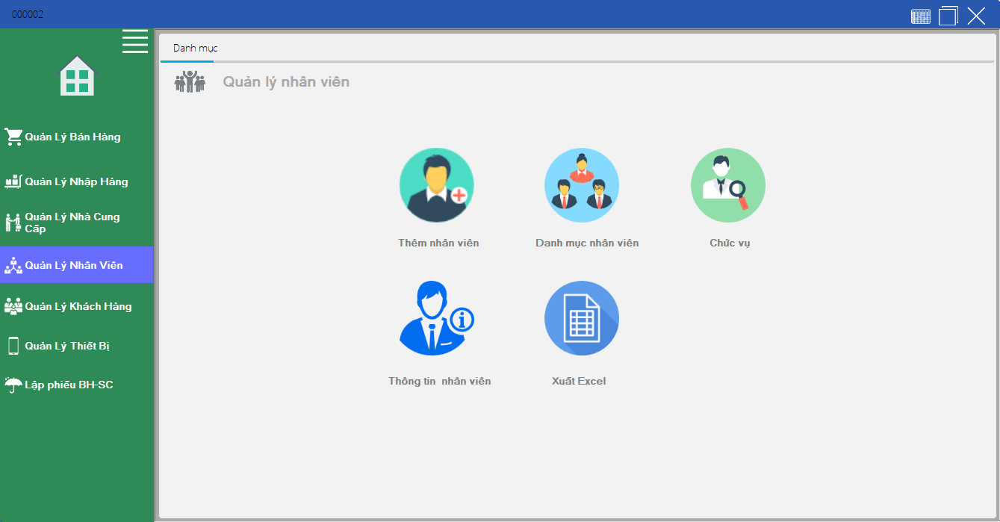 000002
Danh mục
Quản lý nhân viên
Quản Lý Bán Hàng
Quản Lý Nhập Hàng
Quản Lý Nhà Cung
Cấp
Quản Lý Nhân Viên
Quản Lý Khách Hàng
Quản Lý Thiết Bị
Lập phiếu BH-SC
Thêm nhân viên
Danh mục nhân viên
Chức vụ
Thông tin  nhân viên
Xuất Excel